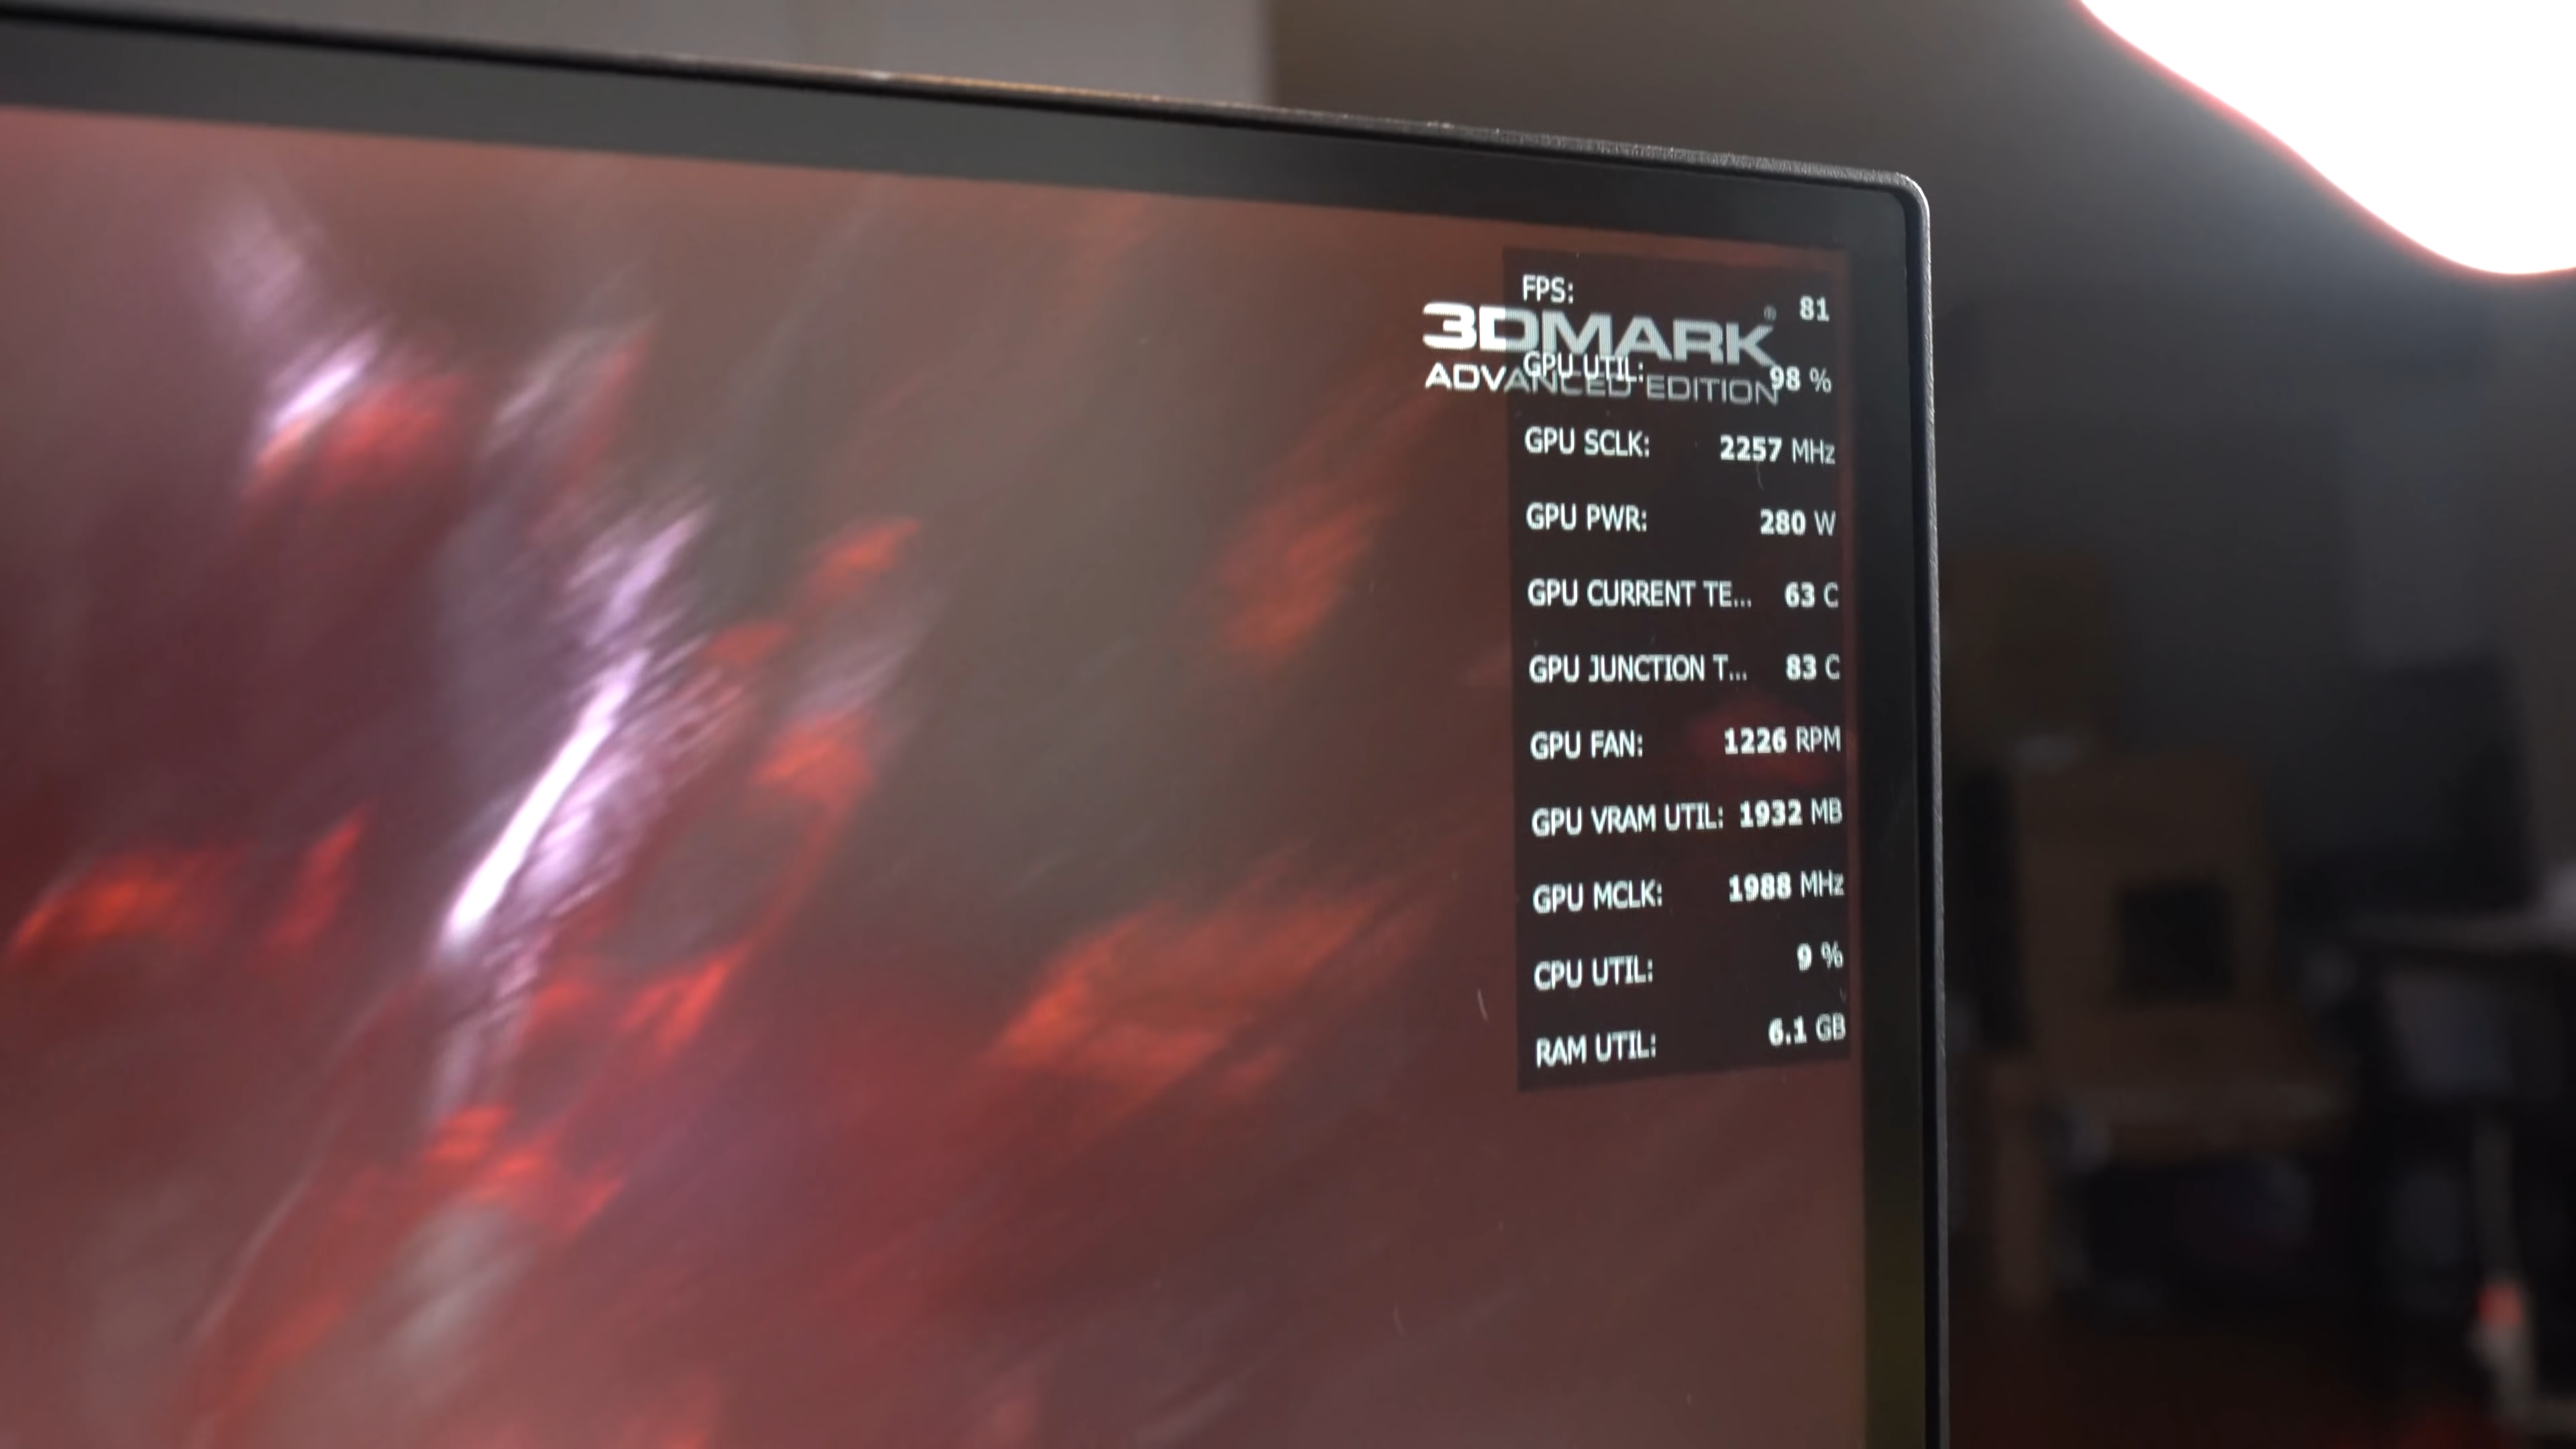 FPS: 81
3DMARK®
GPU UTIL: 98 %
ADVANCED EDITION
GPU SCLK: 2257 MHz
GPU PWR: 280 W
GPU CURRENT TE... 63 C
GPU JUNCTION T... 83 C
GPU FAN: 1226 RPM
GPU VRAM UTIL: 1932 MB
GPU MCLK: 1988 MHz
CPU UTIL: 9 %
RAM UTIL: 6.1 GB